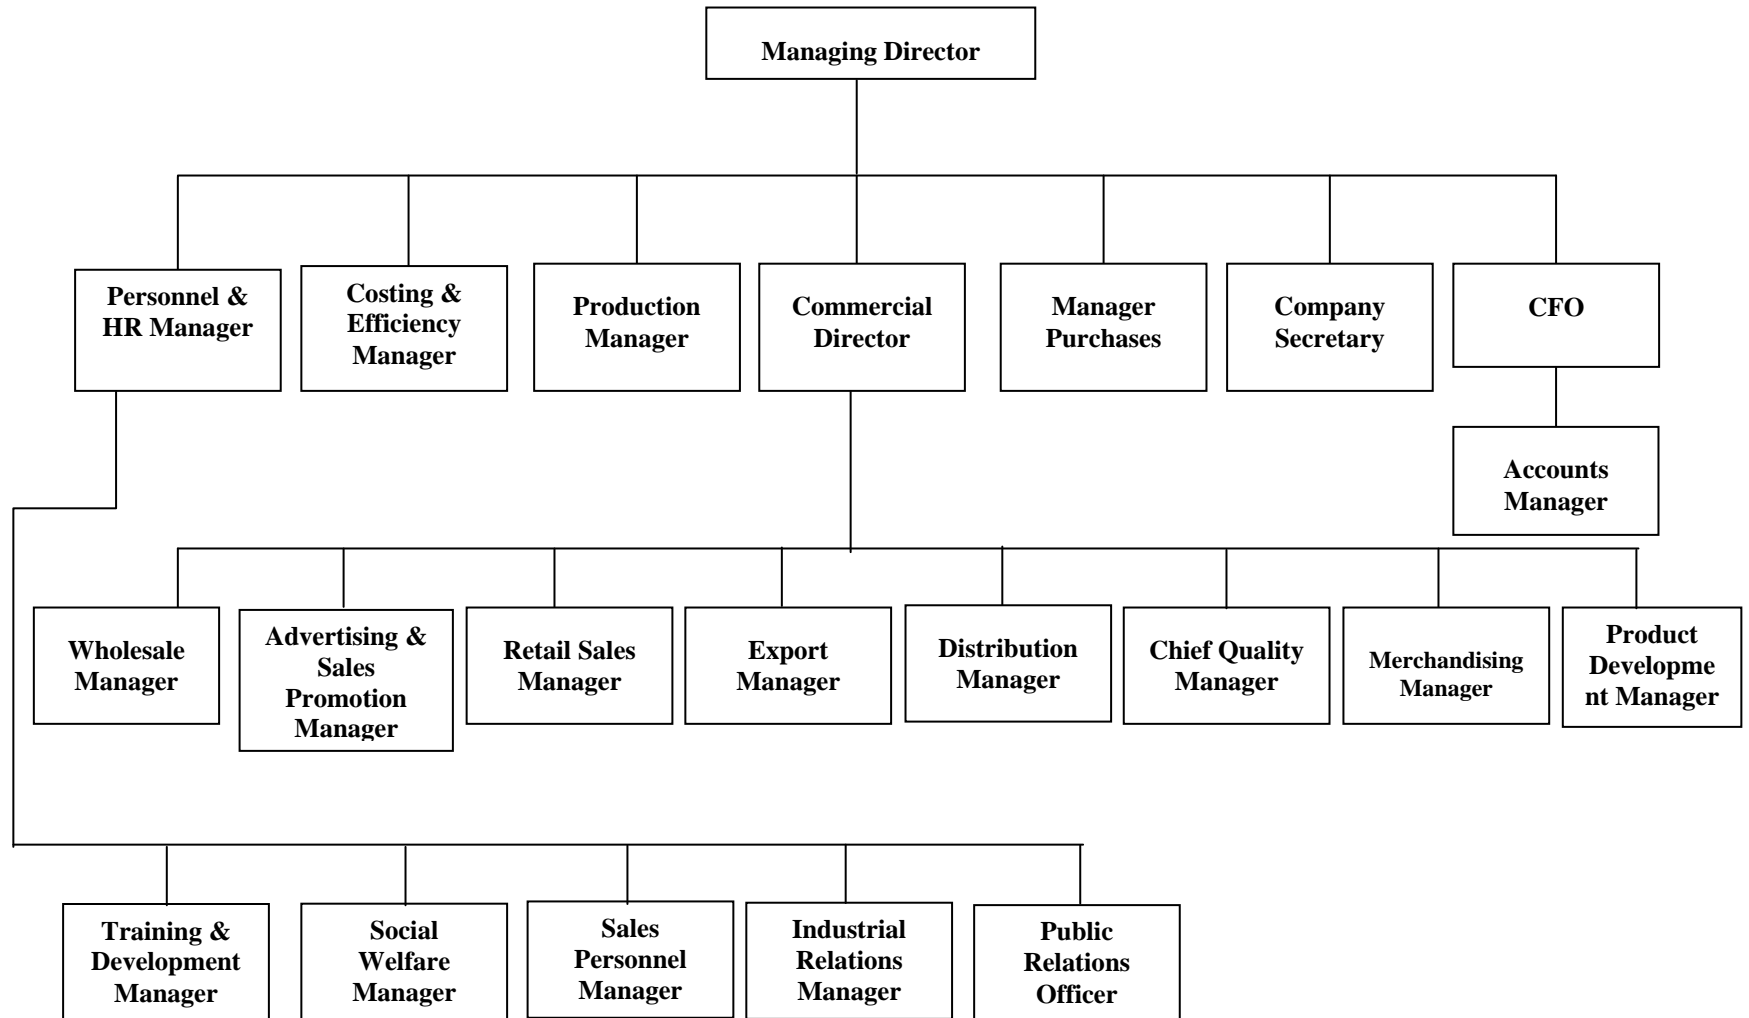 Managing Director
Personnel &
HR Manager
Costing &
Efficiency
Manager
Production
Manager
Commercial
Director
Manager
Purchases
Company
Secretary
CFO
Accounts
Manager
Wholesale
Manager
Advertising &
Sales
Promotion
Manager
Retail Sales
Manager
Export
Manager
Distribution
Manager
Chief Quality
Manager
Merchandising
Manager
Product
Developme
nt Manager
Training &
Development
Manager
Social
Welfare
Manager
Sales
Personnel
Manager
Industrial
Relations
Manager
Public
Relations
Officer